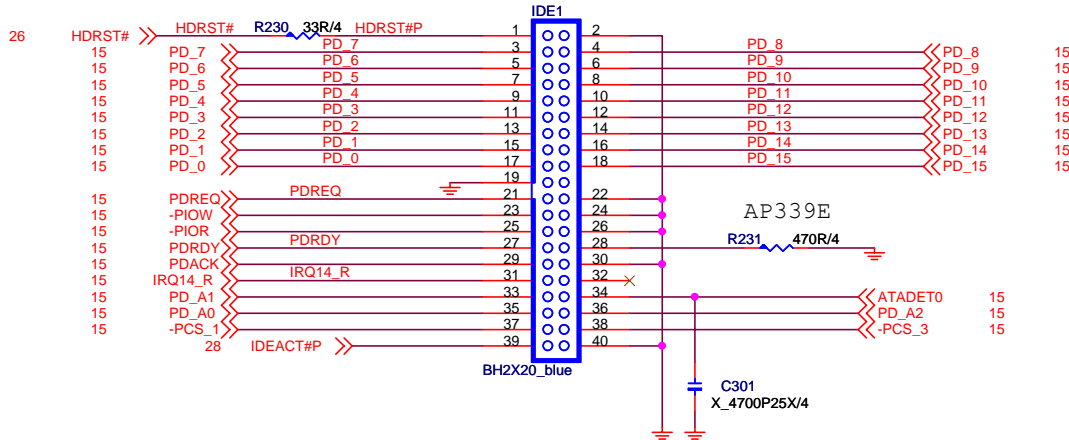 IDE1
26 HDRST# HDRST# R230 33R/4 HDRST#P 1 2
15 PD_7 PD_7 3 4 PD_8 PD_8 15
15 PD_6 PD_6 5 6 PD_9 PD_9 15
15 PD_5 PD_5 7 8 PD_10 PD_10 15
15 PD_4 PD_4 9 10 PD_11 PD_11 15
15 PD_3 PD_3 11 12 PD_12 PD_12 15
15 PD_2 PD_2 13 14 PD_13 PD_13 15
15 PD_1 PD_1 15 16 PD_14 PD_14 15
15 PD_0 PD_0 17 18 PD_15 PD_15 15
19
15 PDREQ PDREQ 21 22
15 -PIOW 23 24 AP339E
15 -PIOR 25 26
15 PDRDY PDRDY 27 28 R231 470R/4
15 PDACK 29 30
15 IRQ14_R IRQ14_R 31 32
15 PD_A1 33 34 ATADET0 15
15 PD_A0 35 36 PD_A2 15
15 -PCS_1 37 38 -PCS_3 15
28 IDEACT#P 39 40
BH2X20_blue
C301
X_4700P25X/4